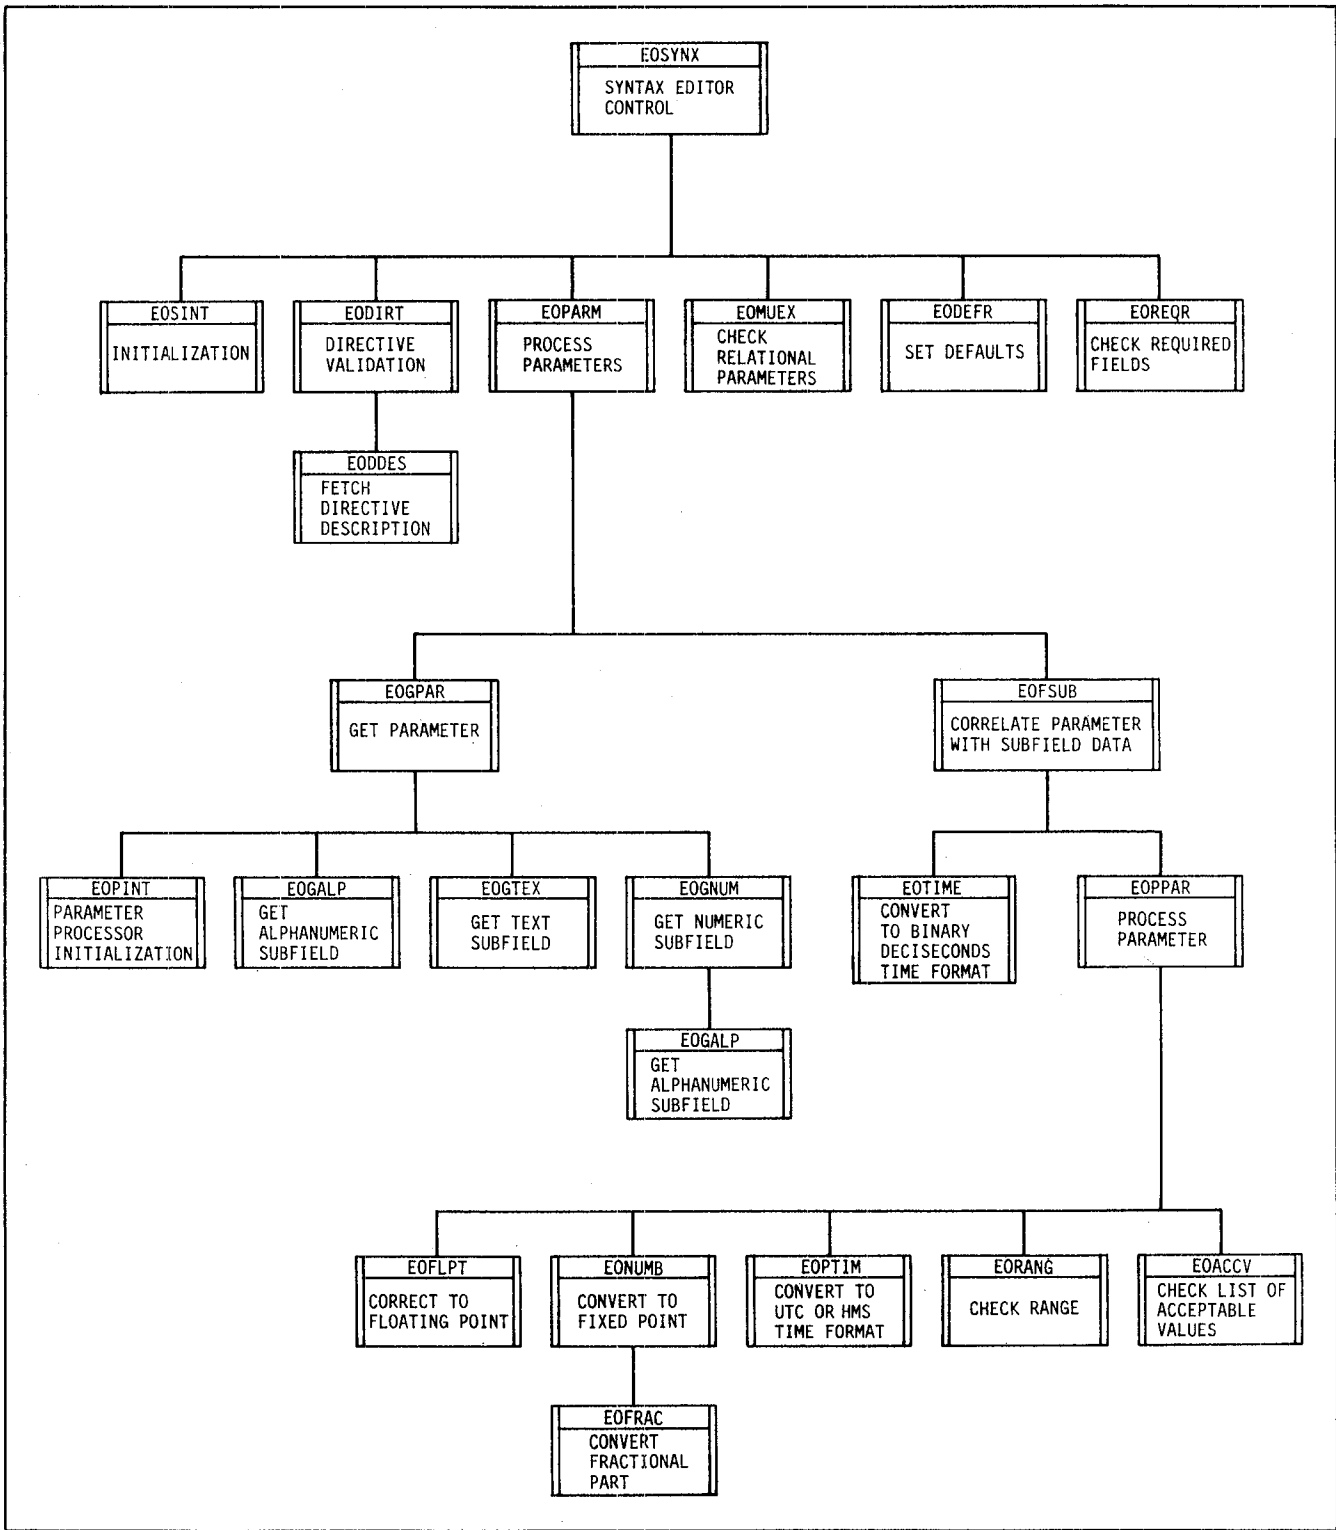 EOSYNX
SYNTAX EDITOR
CONTROL
EOSINT
INITIALIZATION
EODIRT
DIRECTIVE
VALIDATION
EOPARM
PROCESS
PARAMETERS
EOMUEX
CHECK
RELATIONAL
PARAMETERS
EODEFR
SET DEFAULTS
EOREQR
CHECK REQUIRED
FIELDS
EODDES
FETCH
DIRECTIVE
DESCRIPTION
EOGPAR
GET PARAMETER
EOFSUB
CORRELATE PARAMETER
WITH SUBFIELD DATA
EOPINT
PARAMETER
PROCESSOR
INITIALIZATION
EOGALP
GET
ALPHANUMERIC
SUBFIELD
EOGTEX
GET TEXT
SUBFIELD
EOGNUM
GET NUMERIC
SUBFIELD
EOTIME
CONVERT
TO BINARY
DECISECONDS
TIME FORMAT
EOPPAR
PROCESS
PARAMETER
EOGALP
GET
ALPHANUMERIC
SUBFIELD
EOFLPT
CORRECT TO
FLOATING POINT
EONUMB
CONVERT TO
FIXED POINT
EOPTIM
CONVERT TO
UTC OR HMS
TIME FORMAT
EORANG
CHECK RANGE
EOACCV
CHECK LIST OF
ACCEPTABLE
VALUES
EOFRAC
CONVERT
FRACTIONAL
PART